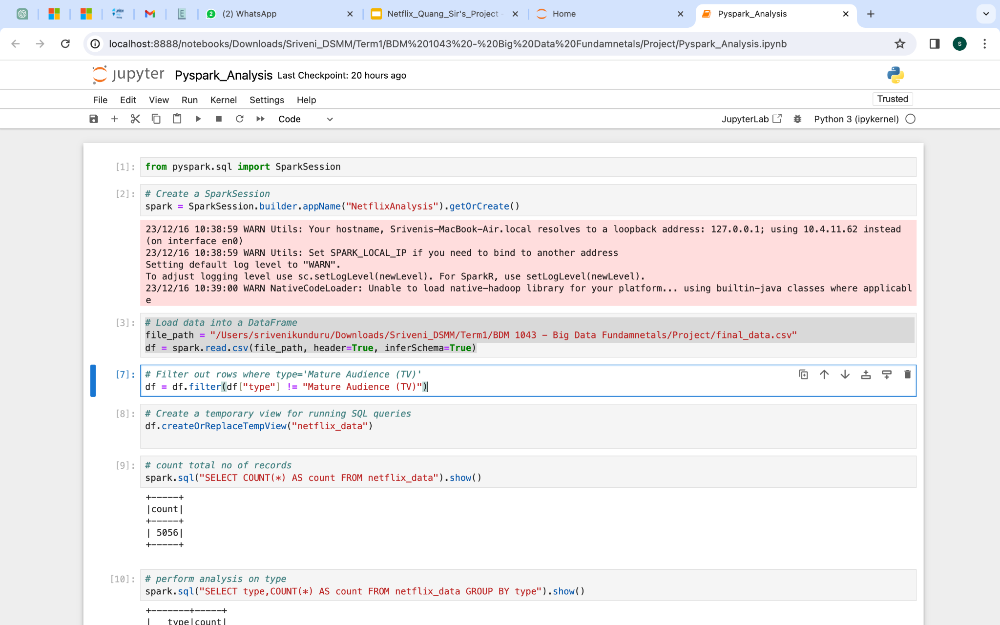 (2) WhatsApp
Netflix_Quang_Sir's_Project -
Home
Pyspark_Analysis
localhost:8888/notebooks/Downloads/Sriveni_DSMM/Term1/BDM%201043%20-%20Big%20Data%20Fundamnetals/Project/Pyspark_Analysis.ipynb
S
jupyter Pyspark_Analysis Last Checkpoint: 20 hours ago
File Edit View Run Kernel Settings Help Trusted
Code JupyterLab Python 3 (ipykernel)
[1]: from pyspark.sql import SparkSession
[2]: # Create a SparkSession
spark = SparkSession.builder.appName("NetflixAnalysis").getOrCreate()
23/12/16 10:38:59 WARN Utils: Your hostname, Srivenis-MacBook-Air.local resolves to a loopback address: 127.0.0.1; using 10.4.11.62 instead
(on interface en0)
23/12/16 10:38:59 WARN Utils: Set SPARK_LOCAL_IP if you need to bind to another address
Setting default log level to "WARN".
To adjust logging level use sc.setLogLevel(newLevel). For SparkR, use setLogLevel(newLevel).
23/12/16 10:39:00 WARN NativeCodeLoader: Unable to load native-hadoop library for your platform... using builtin-java classes where applicabl
e
[3]: # Load data into a DataFrame
file_path = "/Users/srivenikunduru/Downloads/Sriveni_DSMM/Term1/BDM 1043 - Big Data Fundamnetals/Project/final_data.csv"
df = spark.read.csv(file_path, header=True, inferSchema=True)
[7]: # Filter out rows where type='Mature Audience (TV)'
df = df.filter(df["type"] != "Mature Audience (TV)")
[8]: # Create a temporary view for running SQL queries
df.createOrReplaceTempView("netflix_data")
[9]: # count total no of records
spark.sql("SELECT COUNT(*) AS count FROM netflix_data").show()
+-----+
|count|
+-----+
| 5056|
+-----+
[10]: # perform analysis on type
spark.sql("SELECT type,COUNT(*) AS count FROM netflix_data GROUP BY type").show()
+-------+-----+
|   type|count|